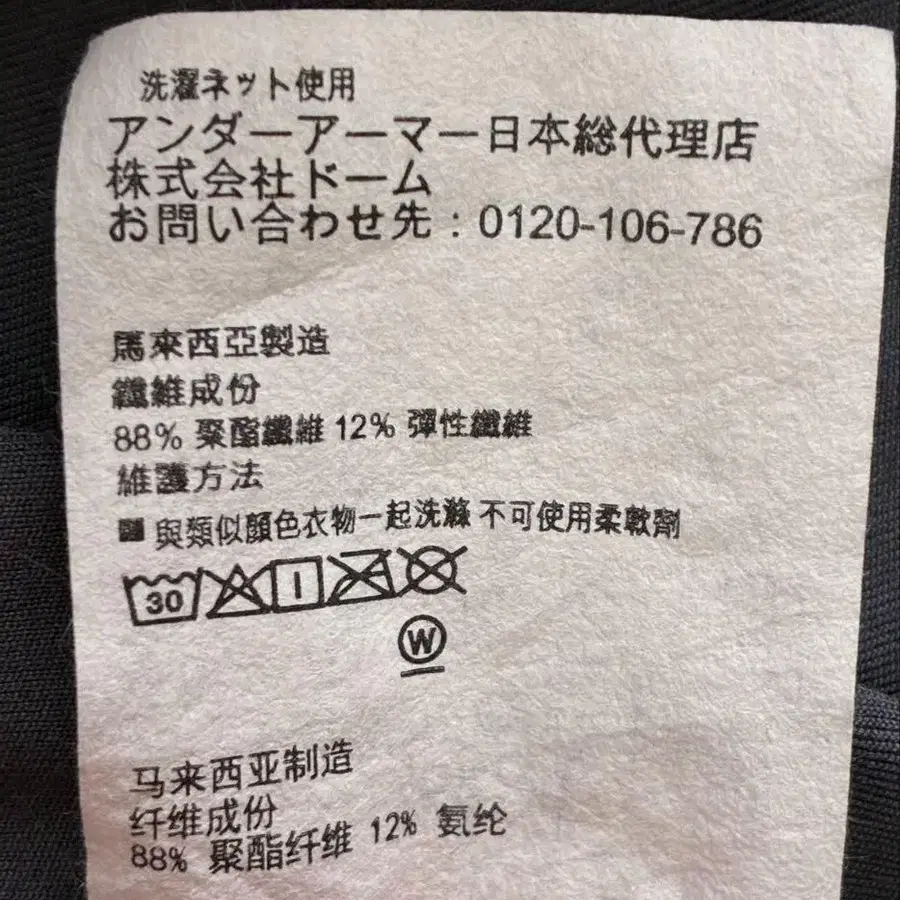 洗濯ネット使用
アンダーアーマー日本総代理店
株式会社ドーム
お問い合わせ先：0120-106-786
馬來西亞製造
纖維成份
88% 聚酯纖維 12% 彈性纖維
維護方法
與類似顏色衣物一起洗滌 不可使用柔軟劑
30
W
马来西亚制造
纤维成份
88% 聚酯纤维 12% 氨纶